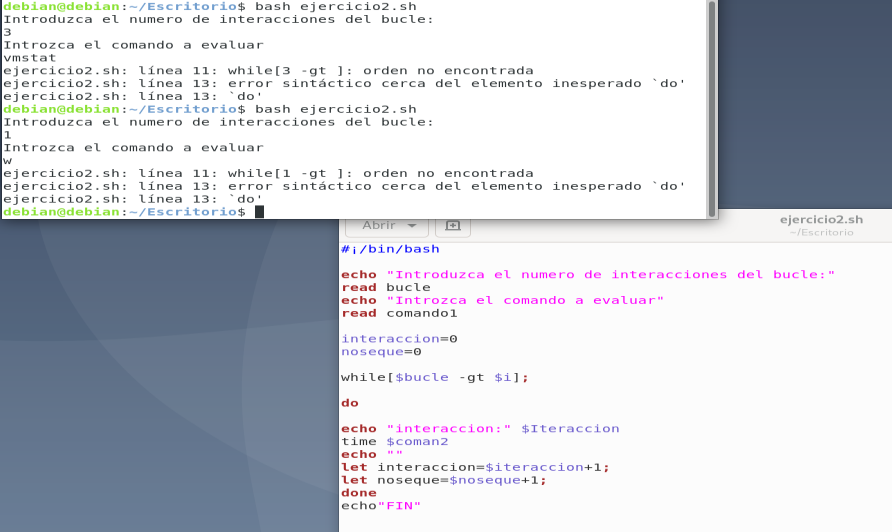 debian@debian:~/Escritorio$ bash ejercicio2.sh
Introduzca el numero de interacciones del bucle:
3
Introzca el comando a evaluar
vmstat
ejercicio2.sh: línea 11: while[3 -gt ]: orden no encontrada
ejercicio2.sh: línea 13: error sintáctico cerca del elemento inesperado `do'
ejercicio2.sh: línea 13: `do'
debian@debian:~/Escritorio$ bash ejercicio2.sh
Introduzca el numero de interacciones del bucle:
1
Introzca el comando a evaluar
w
ejercicio2.sh: línea 11: while[1 -gt ]: orden no encontrada
ejercicio2.sh: línea 13: error sintáctico cerca del elemento inesperado `do'
ejercicio2.sh: línea 13: `do'
debian@debian:~/Escritorio$
Abrir
ejercicio2.sh
~/Escritorio
#¡/bin/bash
echo "Introduzca el numero de interacciones del bucle:"
read bucle
echo "Introzca el comando a evaluar"
read comando1
interaccion=0
noseque=0
while[$bucle -gt $i];
do
echo "interaccion:" $Iteraccion
time $coman2
echo ""
let interaccion=$iteraccion+1;
let noseque=$noseque+1;
done
echo"FIN"